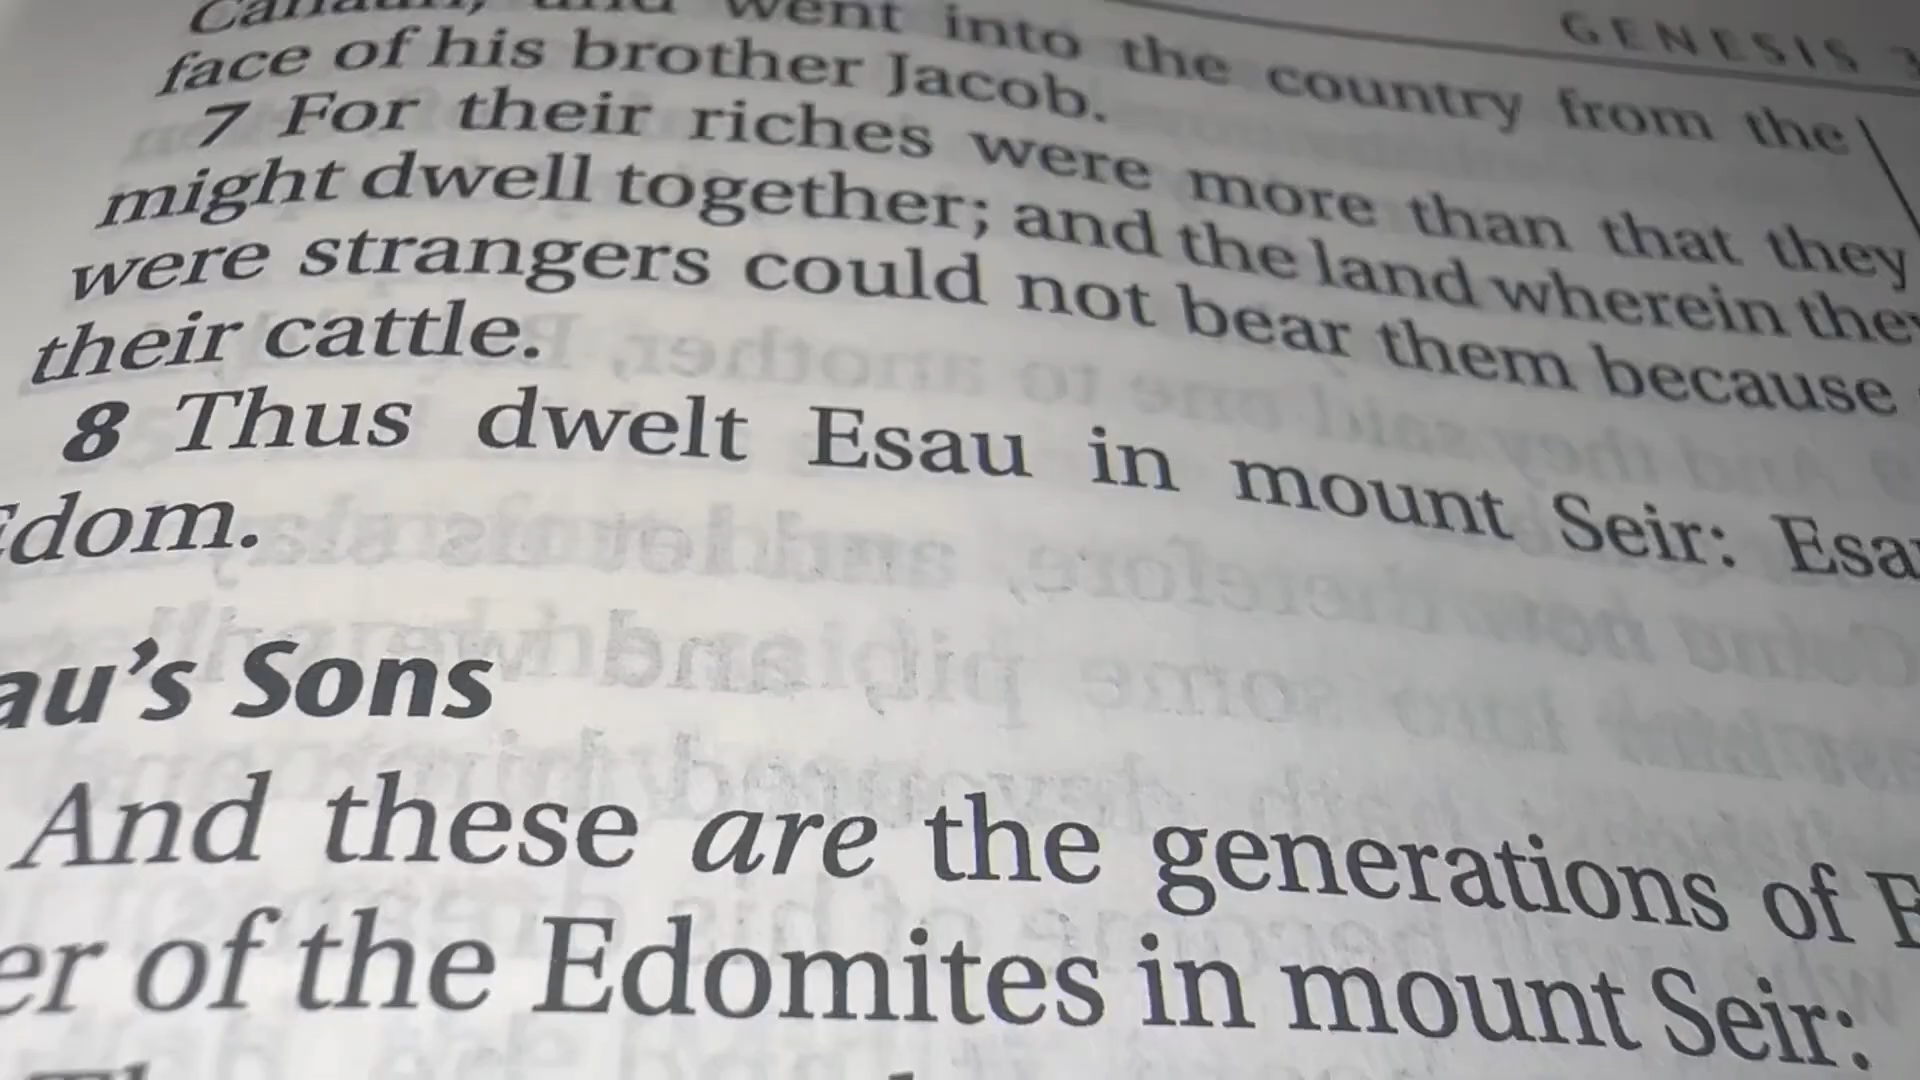 GENESIS
went into the country from the
face of his brother Jacob.
7 For their riches were more than that they
might dwell together; and the land wherein they
were strangers could not bear them because
their cattle.
8 Thus dwelt Esau in mount Seir:
dom.
au's Sons
And these are the generations of
er of the Edomites in mount Seir: